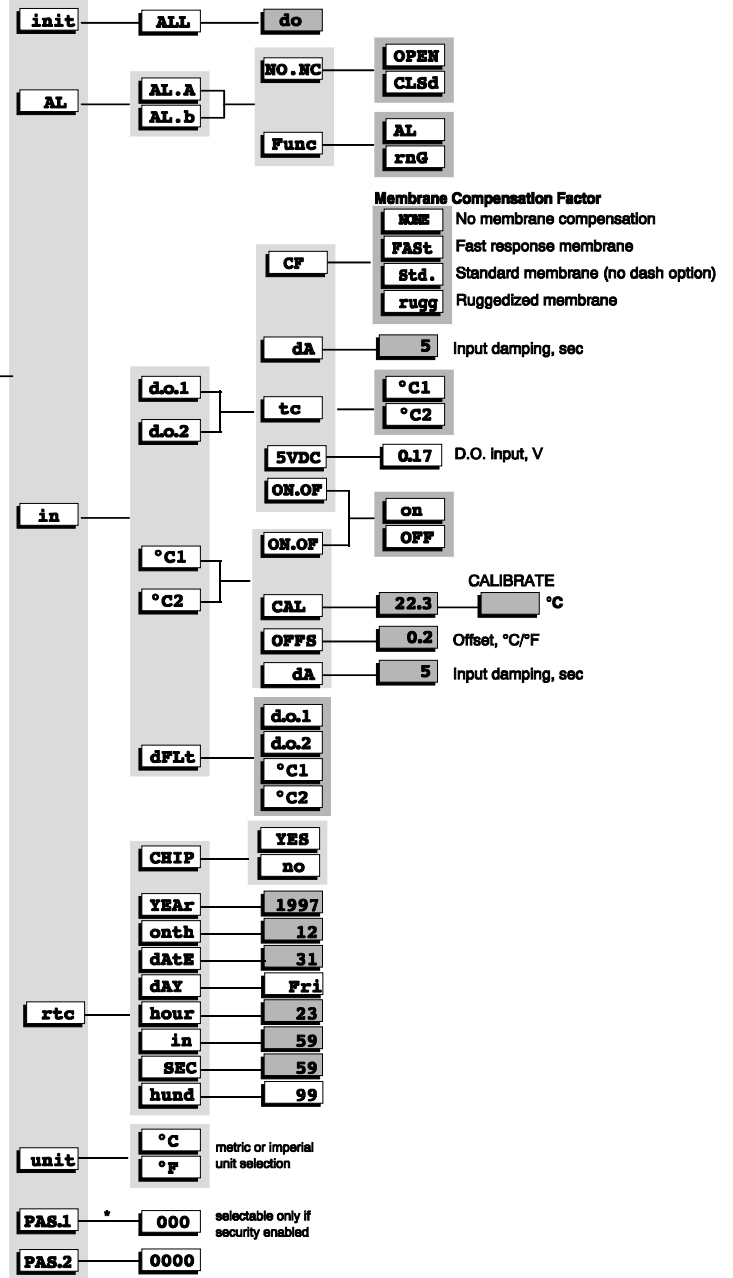 init ALL do
NO.NC OPEN
CLSd
AL AL.A
AL.b
Func AL
rnG
Membrane Compensation Factor
NONE No membrane compensation
FASt Fast response membrane
CF Std. Standard membrane (no dash option)
rugg Ruggedized membrane
dA 5 Input damping, sec
d.o.1 °C1
tc
d.o.2 °C2
5VDC 0.17 D.O. input, V
ON.OF
in on
ON.OF OFF
°C1
CALIBRATE
°C2 CAL 22.3 °C
OFFS 0.2 Offset, °C/°F
dA 5 Input damping, sec
d.o.1
d.o.2
dFLt °C1
°C2
YES
CHIP
no
YEAr 1997
onth 12
dAtE 31
dAY Fri
rtc hour 23
in 59
SEC 59
hund 99
°C metric or imperial
unit
°F unit selection
PAS.1 * 000 selectable only if
security enabled
PAS.2 0000